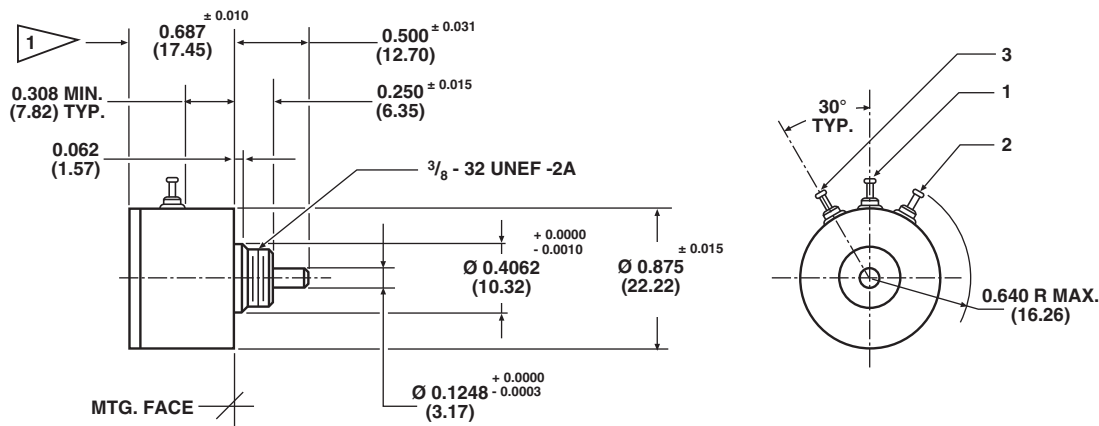 1
0.687 ± 0.010
(17.45)
0.500 ± 0.031
(12.70)
0.308 MIN.
(7.82) TYP.
0.250 ± 0.015
(6.35)
0.062
(1.57)
3/8 - 32 UNEF -2A
Ø 0.4062 + 0.0000 - 0.0010
(10.32)
Ø 0.875 ± 0.015
(22.22)
Ø 0.1248 + 0.0000 - 0.0003
(3.17)
MTG. FACE
30°
TYP.
3
1
2
0.640 R MAX.
(16.26)